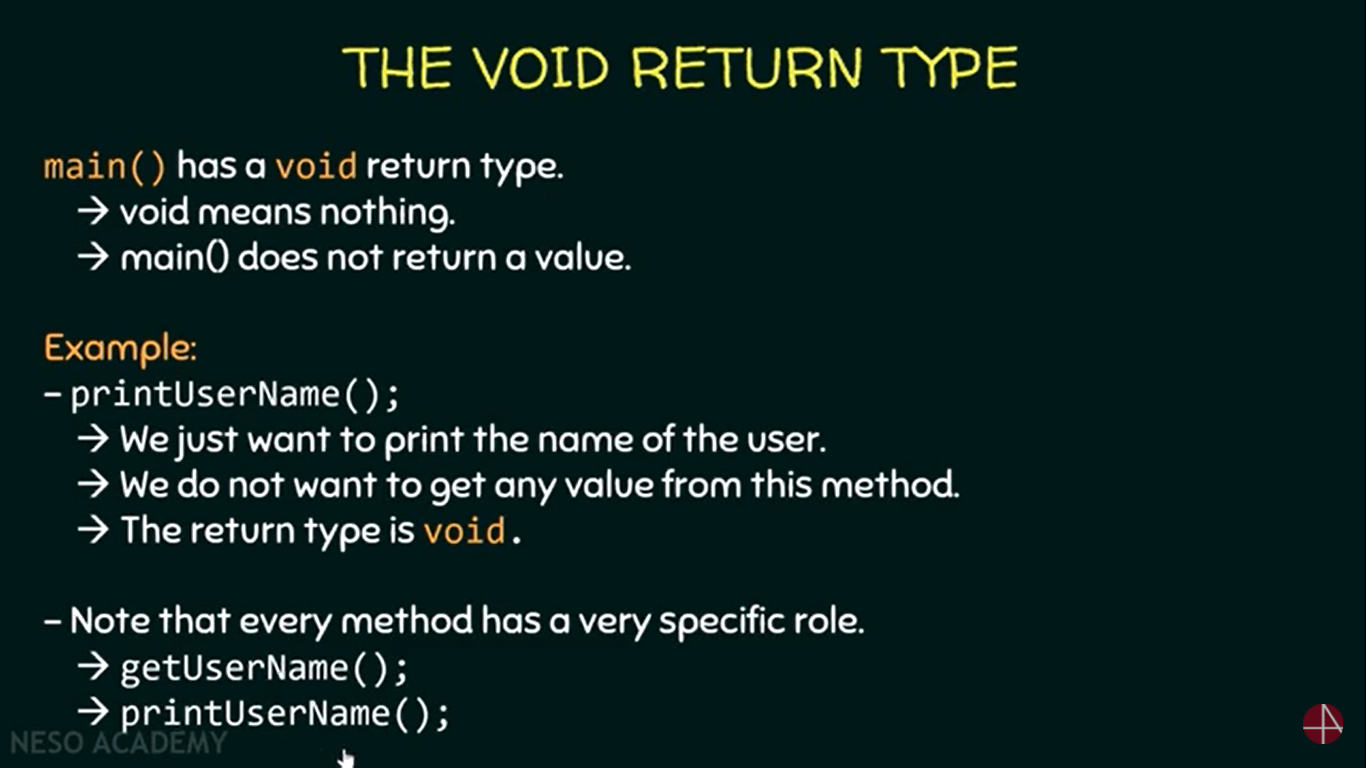 THE VOID RETURN TYPE
main() has a void return type.
→ void means nothing.
→ main() does not return a value.
Example:
– printUserName();
→ We just want to print the name of the user.
→ We do not want to get any value from this method.
→ The return type is void.
– Note that every method has a very specific role.
→ getUserName();
→ printUserName();
NESO ACADEMY